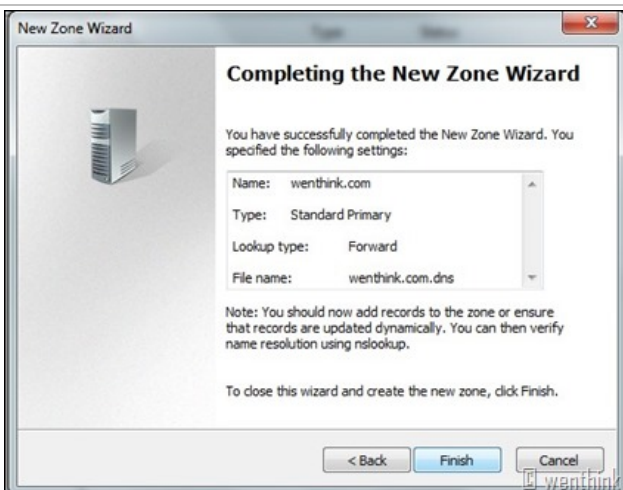 New Zone Wizard
Completing the New Zone Wizard
You have successfully completed the New Zone Wizard. You
specified the following settings:
Name: wenthink.com
Type: Standard Primary
Lookup type: Forward
File name: wenthink.com.dns
Note: You should now add records to the zone or ensure
that records are updated dynamically. You can then verify
name resolution using nslookup.
To close this wizard and create the new zone, click Finish.
< Back Finish Cancel
© wenthink